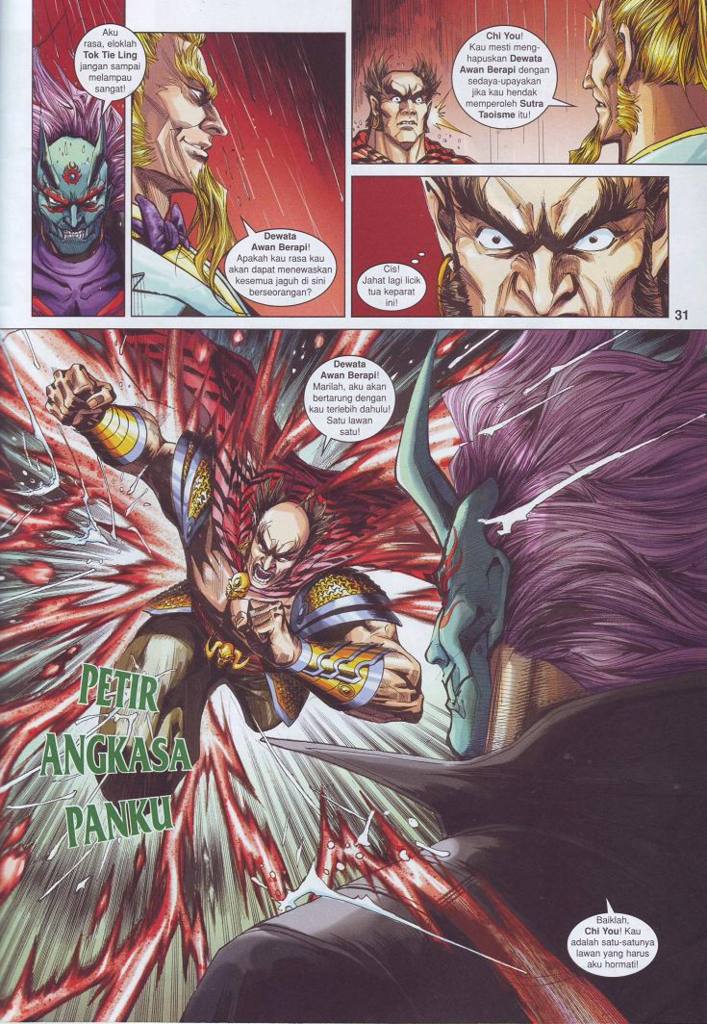 Aku
rasa, eloklah
Tok Tie Ling
jangan sampai
melampau
sangat!
Dewata
Awan Berapi!
Apakah kau rasa kau
akan dapat menewaskan
kesemua jaguh di sini
berseorangan?
Chi You!
Kau mesti meng-
hapuskan Dewata
Awan Berapi dengan
sedaya-upayakan
jika kau hendak
memperoleh Sutra
Taoisme itu!
Cis!
Jahat lagi licik
tua keparat
ini!
31
Dewata
Awan Berapi!
Marilah, aku akan
bertarung dengan
kau terlebih dahulu!
Satu lawan
satu!
PETIR
ANGKASA
PANKU
Baiklah,
Chi You! Kau
adalah satu-satunya
lawan yang harus
aku hormati!